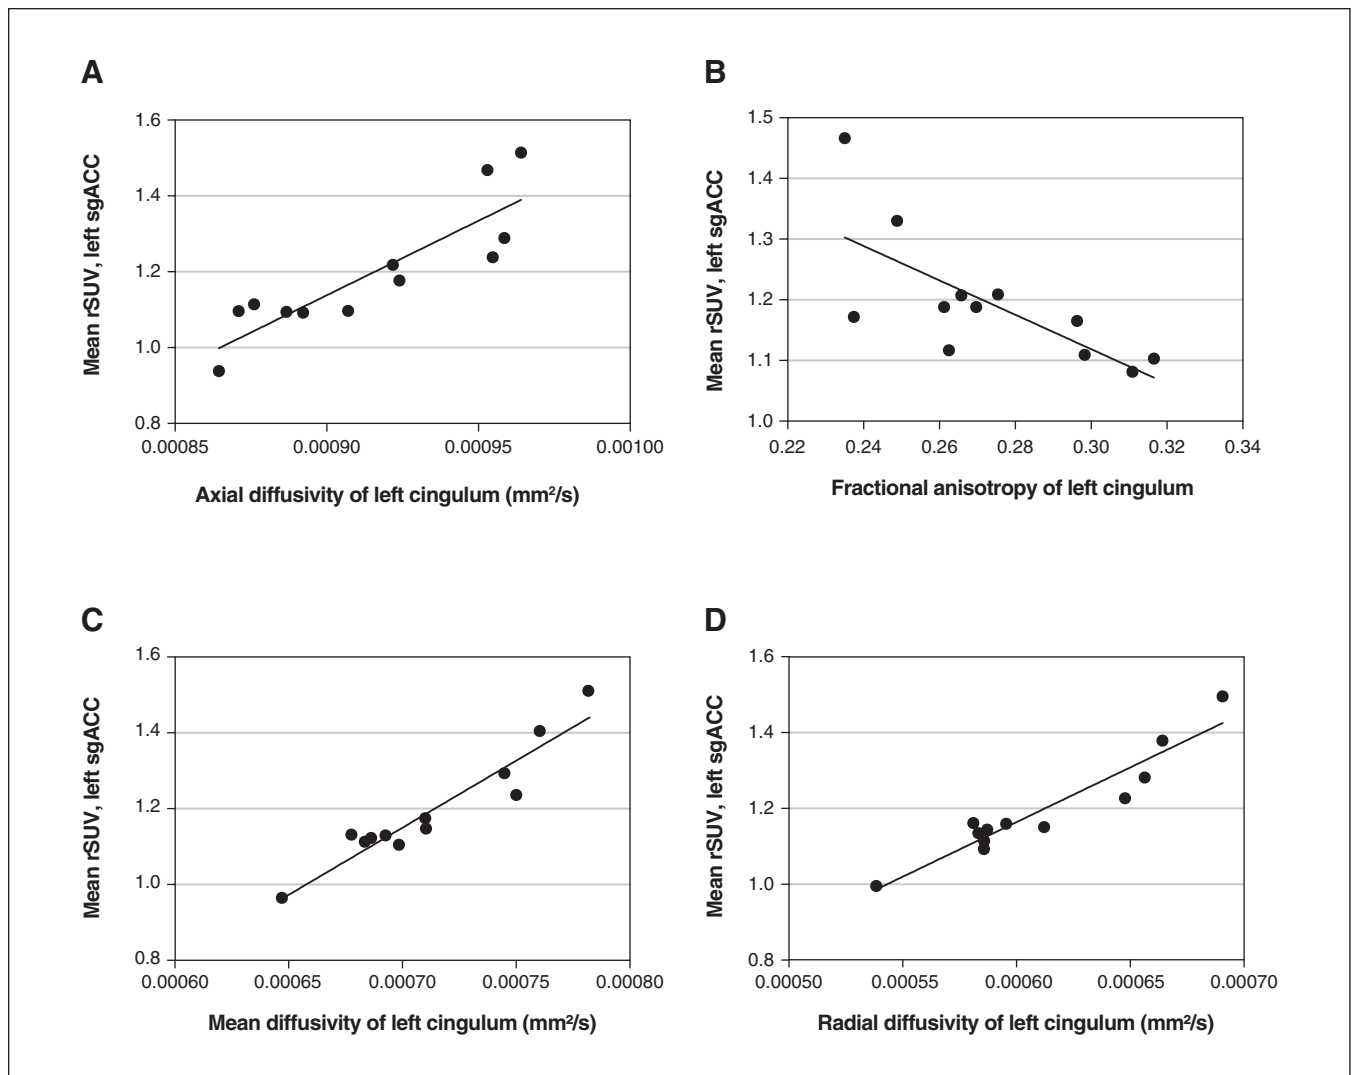 A
Mean rSUV, left sgACC
1.6
1.4
1.2
1.0
0.8
0.00085 0.00090 0.00095 0.00100
Axial diffusivity of left cingulum (mm²/s)
B
Mean rSUV, left sgACC
1.5
1.4
1.3
1.2
1.1
1.0
0.22 0.24 0.26 0.28 0.30 0.32 0.34
Fractional anisotropy of left cingulum
C
Mean rSUV, left sgACC
1.6
1.4
1.2
1.0
0.8
0.00060 0.00065 0.00070 0.00075 0.00080
Mean diffusivity of left cingulum (mm²/s)
D
Mean rSUV, left sgACC
1.6
1.4
1.2
1.0
0.8
0.00050 0.00055 0.00060 0.00065 0.00070
Radial diffusivity of left cingulum (mm²/s)